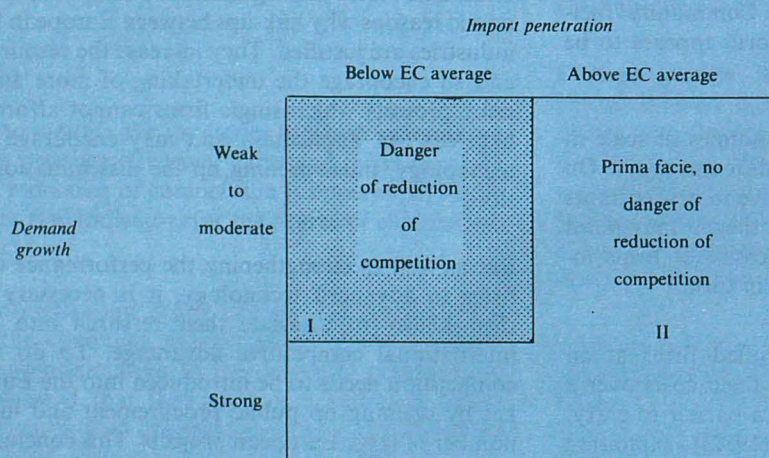 Import penetration
Below EC average
Above EC average
Demand
growth
Weak
to
moderate
Danger
of reduction
of
competition
I
Prima facie, no
danger of
reduction of
competition
II
Strong